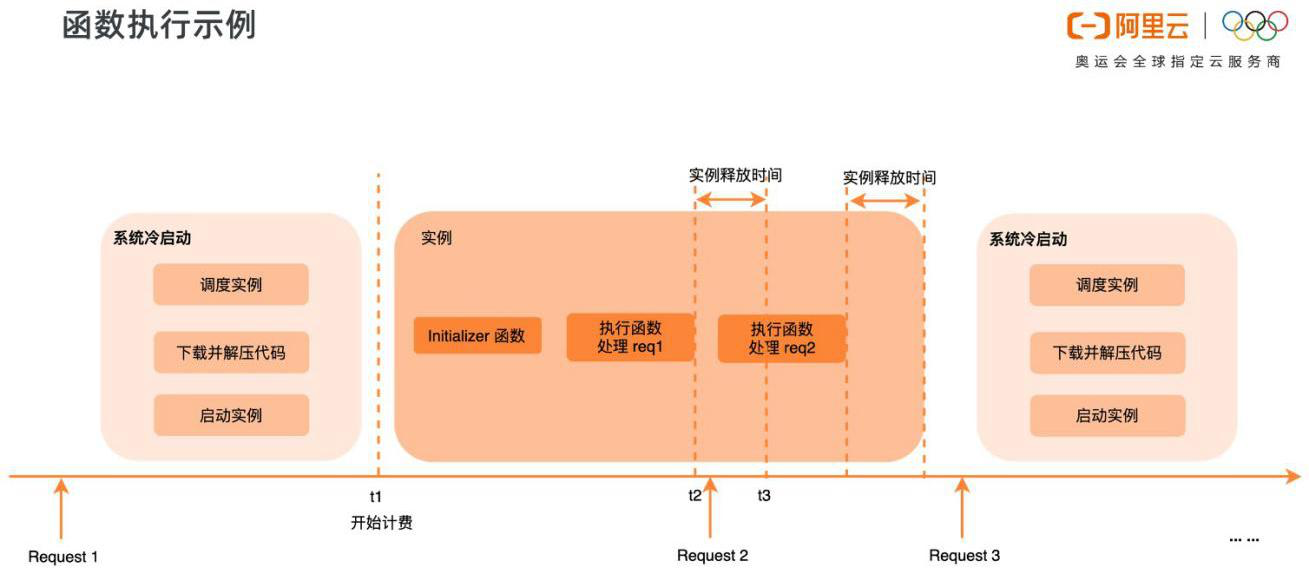 函数执行示例
阿里云
奥运会全球指定云服务商
实例释放时间
实例释放时间
系统冷启动
调度实例
下载并解压代码
启动实例
实例
Initializer 函数
执行函数
处理 req1
执行函数
处理 req2
系统冷启动
调度实例
下载并解压代码
启动实例
t1
开始计费
t2
t3
Request 1
Request 2
Request 3
... ...